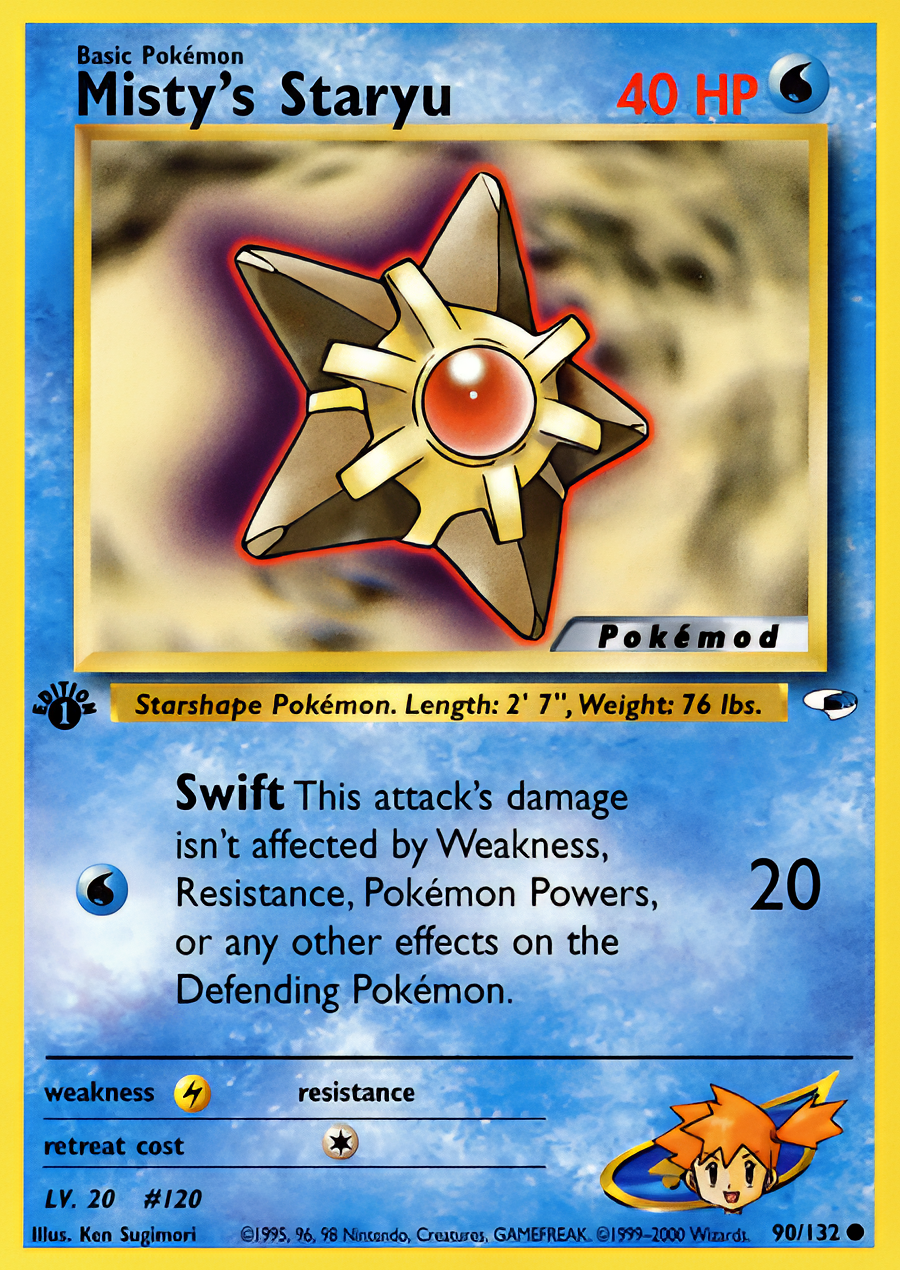 Basic Pokémon
Misty's Staryu
40 HP
Pokémod
EDITION
1
Starshape Pokémon. Length: 2' 7", Weight: 76 lbs.
Swift This attack's damage
isn't affected by Weakness,
Resistance, Pokémon Powers,
or any other effects on the
Defending Pokémon.
20
weakness resistance
retreat cost
LV. 20 #120
Illus. Ken Sugimori ©1995, 96, 98 Nintendo, Creatures, GAMEFREAK. ©1999–2000 Wizards. 90/132